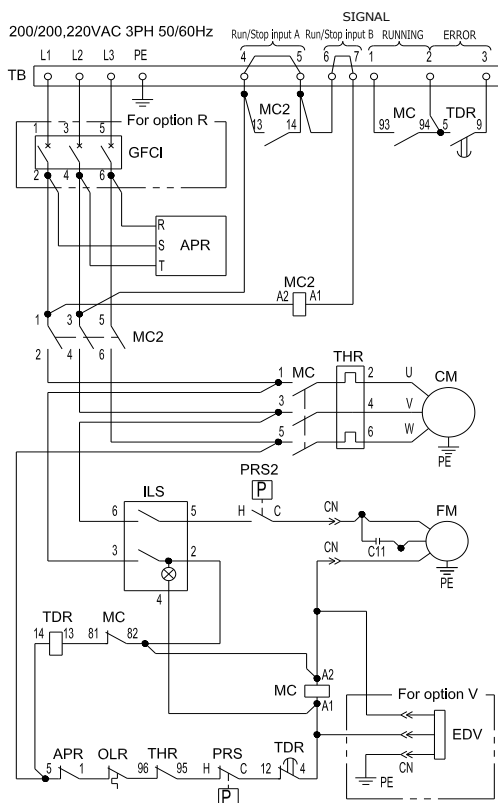 SIGNAL
200/200,220VAC 3PH 50/60Hz Run/Stop input A Run/Stop input B RUNNING ERROR
L1 L2 L3 PE 4 5 6 7 1 2 3
TB
MC2 MC TDR
13 14 93 94 5 9
For option R
1 3 5
GFCI
2 4 6
R
S APR
T
MC2
A2 A1
1 3 5
MC2
2 4 6
1 MC THR 2 U CM
3 4 V
5 6 W
PE
PRS2
P
ILS
6 5 H C CN FM
3 2 C11
CN
PE
4
TDR MC
14 13 81 82
A2
MC
A1
For option V
EDV
CN
PE
APR OLR THR PRS TDR
5 1 96 95 H C 12 4
P